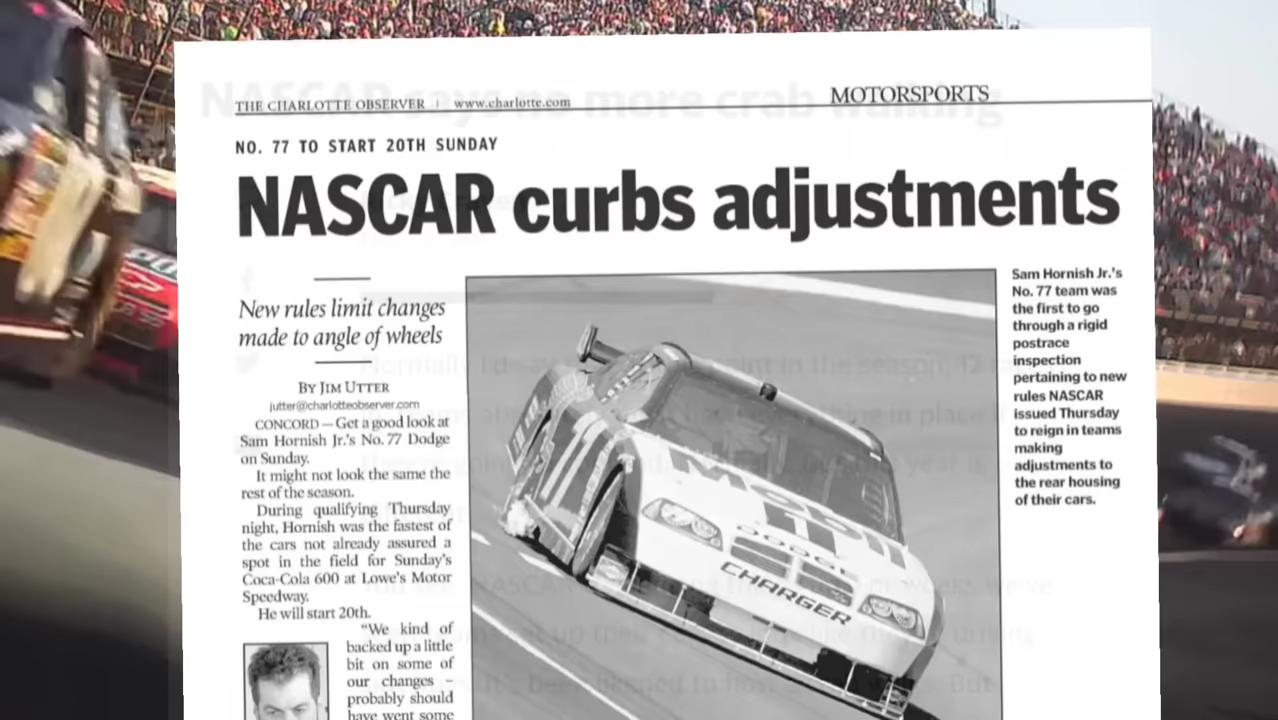 NASCAR says no more crab walking
THE CHARLOTTE OBSERVER | www.charlotte.com
MOTORSPORTS
NO. 77 TO START 20TH SUNDAY
NASCAR curbs adjustments
New rules limit changes
made to angle of wheels
BY JIM UTTER
jutter@charlotteobserver.com
CONCORD — Get a good look at
Sam Hornish Jr.'s No. 77 Dodge
on Sunday.
It might not look the same the
rest of the season.
During qualifying Thursday
night, Hornish was the fastest of
the cars not already assured a
spot in the field for Sunday's
Coca-Cola 600 at Lowe's Motor
Speedway.
He will start 20th.
"We kind of
backed up a little
bit on some of
our changes –
probably should
have went some
DODGE
CHARGER
Sam Hornish Jr.'s
No. 77 team was
the first to go
through a rigid
postrace
inspection
pertaining to new
rules NASCAR
issued Thursday
to reign in teams
making
adjustments to
the rear housing
of their cars.